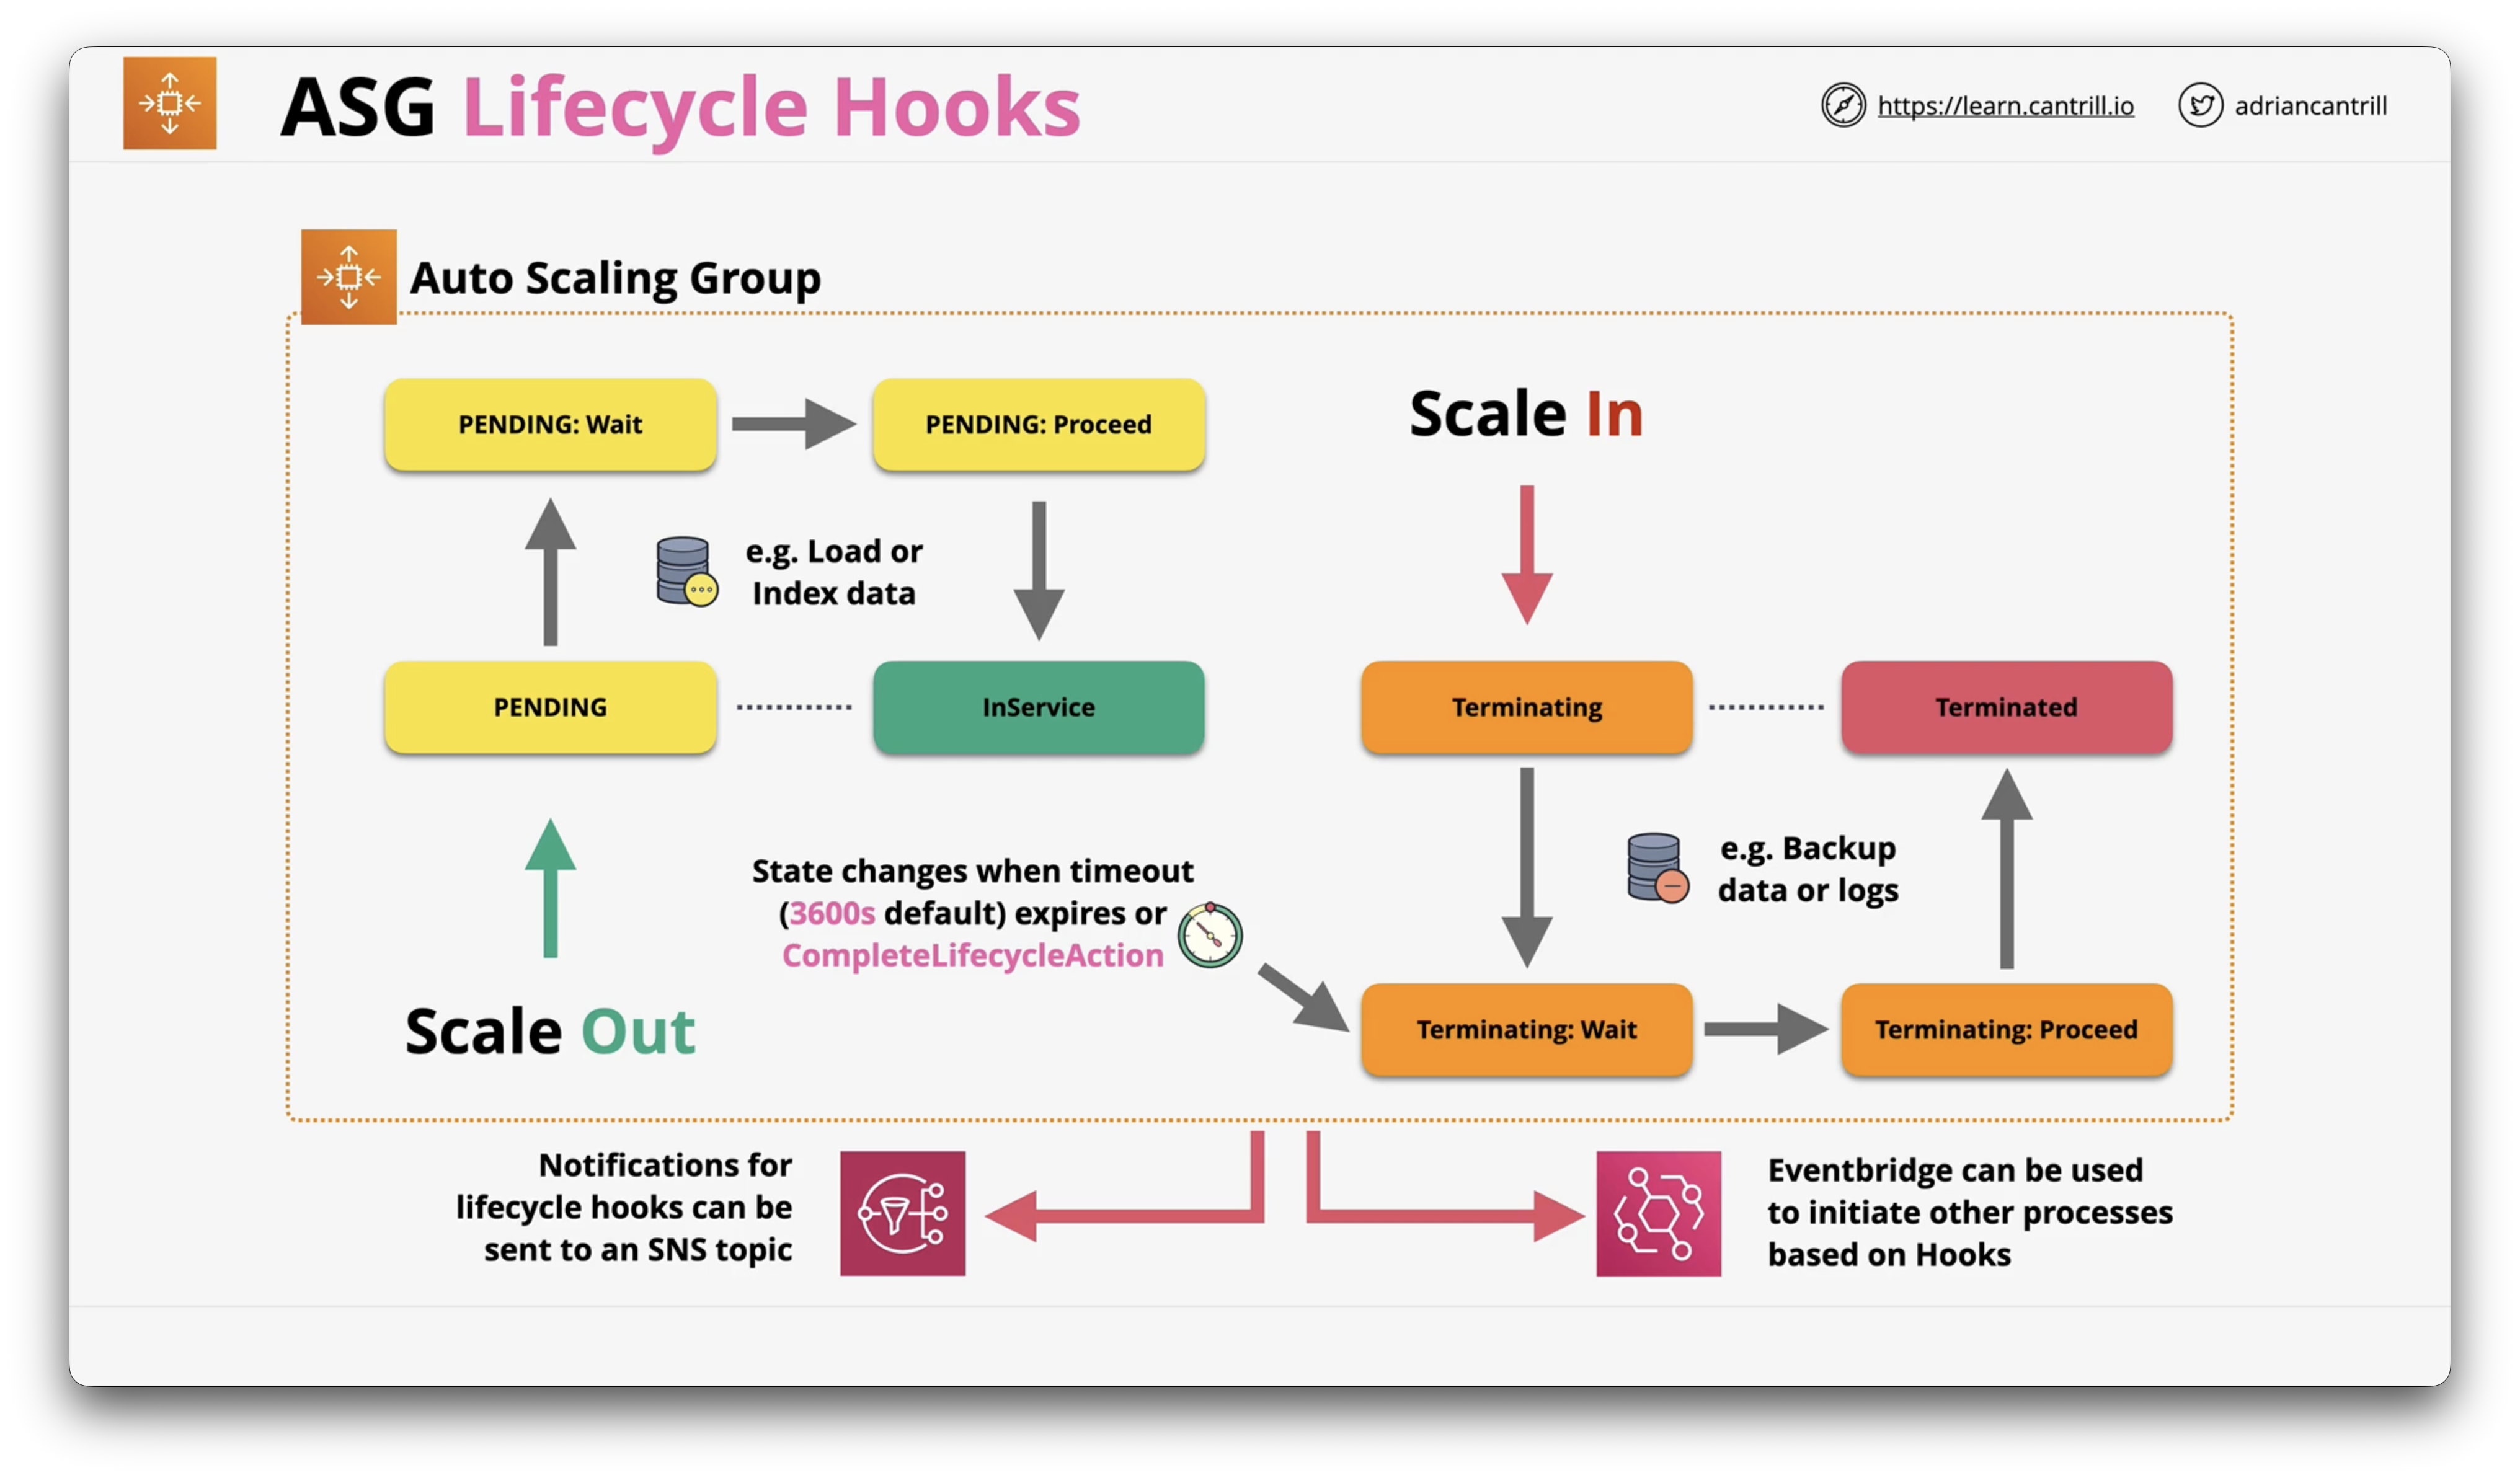 ASG Lifecycle Hooks
https://learn.cantrill.io
adriancantrill
Auto Scaling Group
PENDING: Wait
PENDING: Proceed
e.g. Load or
Index data
PENDING
InService
Scale Out
Scale In
Terminating
Terminated
e.g. Backup
data or logs
State changes when timeout
(3600s default) expires or
CompleteLifecycleAction
Terminating: Wait
Terminating: Proceed
Notifications for
lifecycle hooks can be
sent to an SNS topic
Eventbridge can be used
to initiate other processes
based on Hooks